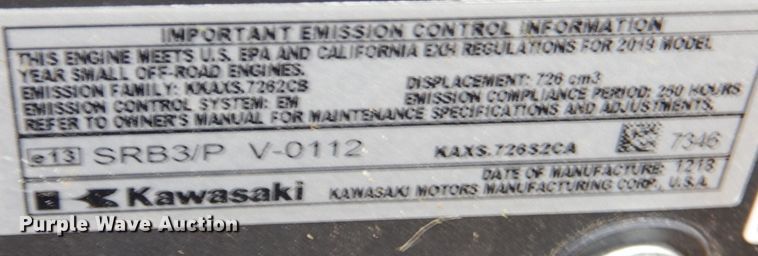 IMPORTANT EMISSION CONTROL INFORMATION
THIS ENGINE MEETS U.S. EPA AND CALIFORNIA EXH REGULATIONS FOR 2019 MODEL
YEAR SMALL OFF-ROAD ENGINES.
EMISSION FAMILY: KKAXS.7262CB DISPLACEMENT: 726 cm3
EMISSION CONTROL SYSTEM: EM EMISSION COMPLIANCE PERIOD: 250 HOURS
REFER TO OWNER'S MANUAL FOR MAINTENANCE SPECIFICATIONS AND ADJUSTMENTS.
e13 SRB3/P V-0112 KAXS.726S2CA 7346
DATE OF MANUFACTURE: 1218
Kawasaki KAWASAKI MOTORS MANUFACTURING CORP., U.S.A.
Purple Wave Auction